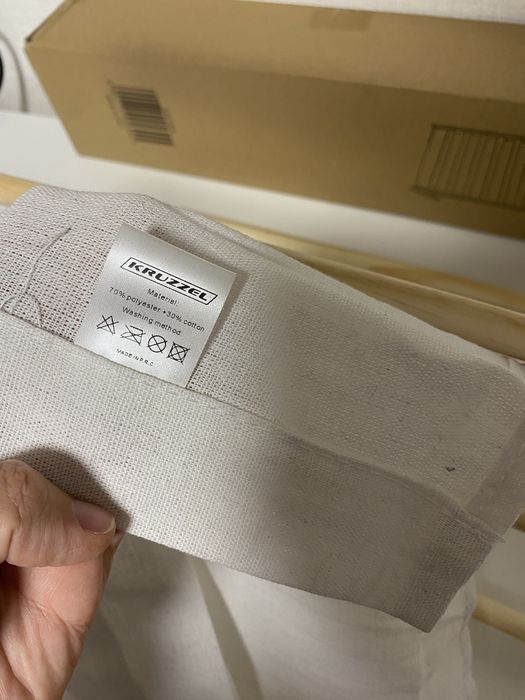 KRUZZEL
Material:
70% polyester +30% cotton
Washing method:
MADE IN P.R.C